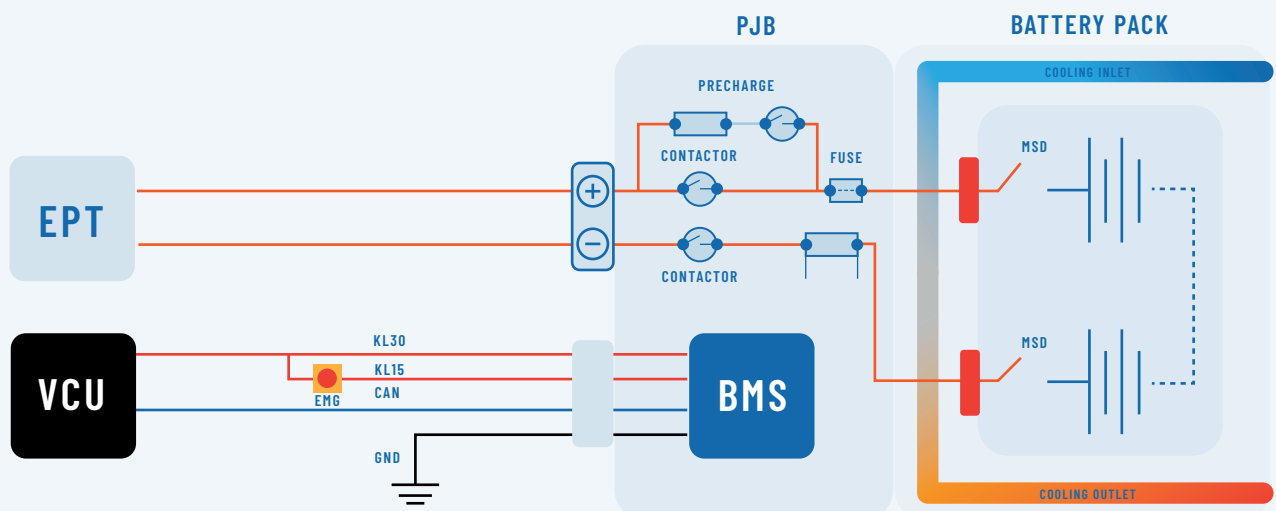 PJB
BATTERY PACK
COOLING INLET
PRECHARGE
MSD
CONTACTOR
FUSE
EPT
+
−
CONTACTOR
KL30
MSD
VCU
KL15
CAN
EMG
BMS
GND
COOLING OUTLET